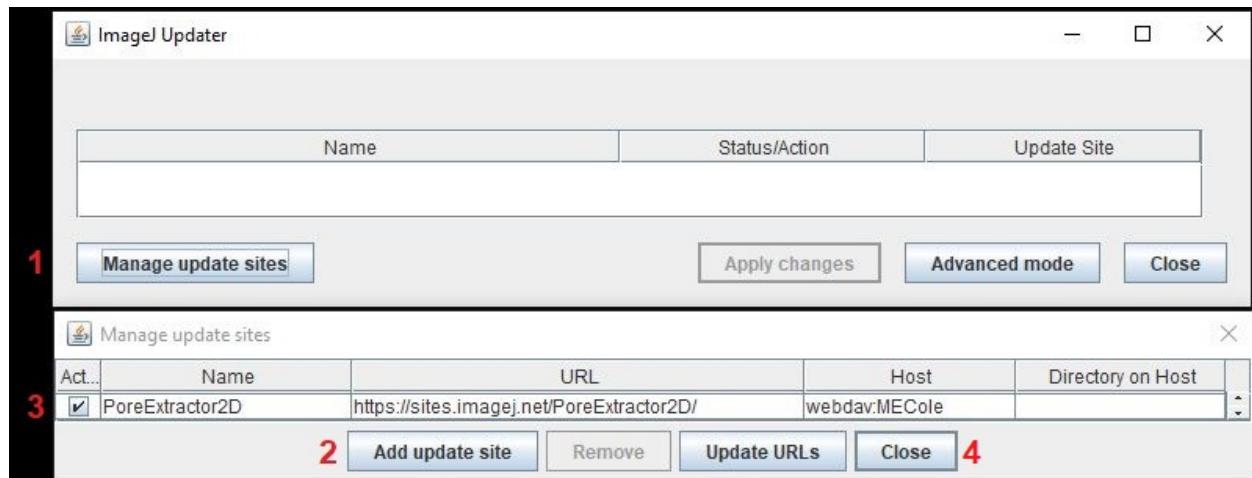 ImageJ Updater
Name Status/Action Update Site
1 Manage update sites Apply changes Advanced mode Close
Manage update sites
Act... Name URL Host Directory on Host
3 PoreExtractor2D https://sites.imagej.net/PoreExtractor2D/ webdav:MECole
2 Add update site Remove Update URLs Close 4